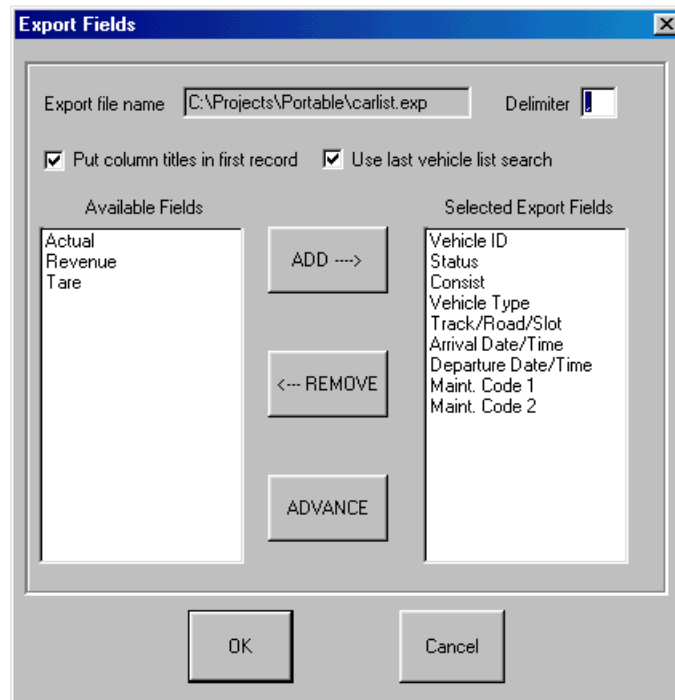 Export Fields
Export file name C:\Projects\Portable\carlist.exp Delimiter ,
Put column titles in first record Use last vehicle list search
Available Fields
Actual
Revenue
Tare
ADD ---->
<--- REMOVE
ADVANCE
Selected Export Fields
Vehicle ID
Status
Consist
Vehicle Type
Track/Road/Slot
Arrival Date/Time
Departure Date/Time
Maint. Code 1
Maint. Code 2
OK Cancel